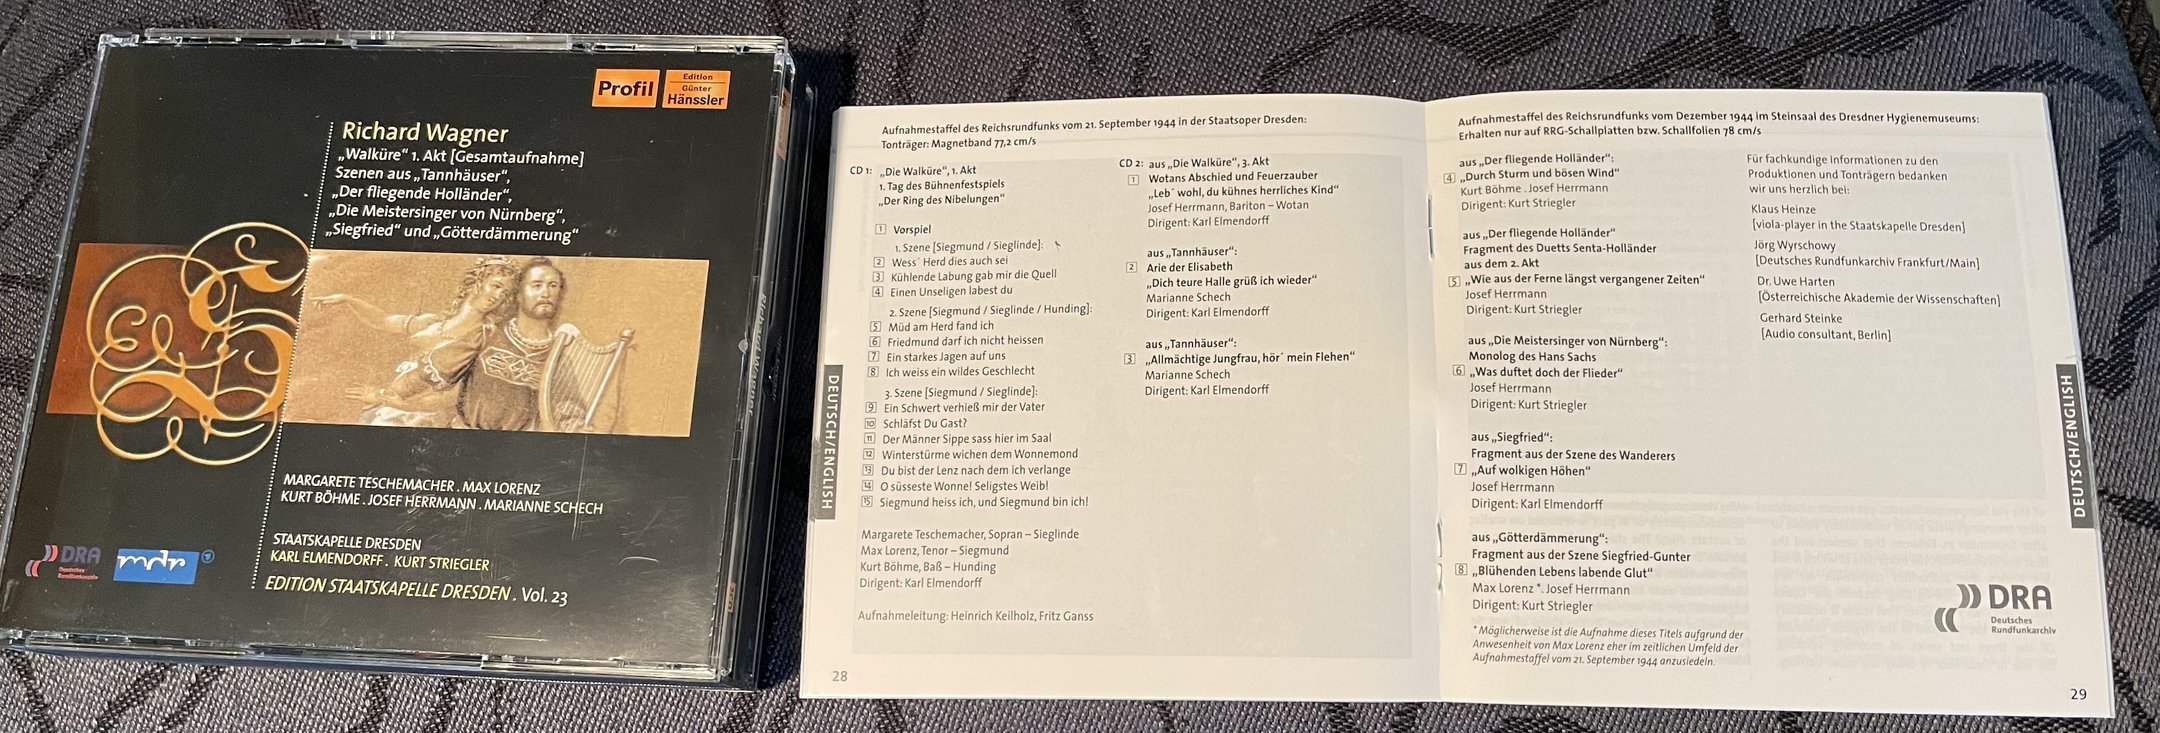 Profil
Edition
Günter
Hänssler
Richard Wagner
„Walküre“ 1. Akt [Gesamtaufnahme]
Szenen aus „Tannhäuser“,
„Der fliegende Holländer“,
„Die Meistersinger von Nürnberg“,
„Siegfried“ und „Götterdämmerung“
MARGARETE TESCHEMACHER . MAX LORENZ
KURT BÖHME . JOSEF HERRMANN . MARIANNE SCHECH
STAATSKAPELLE DRESDEN
KARL ELMENDORFF . KURT STRIEGLER
EDITION STAATSKAPELLE DRESDEN . Vol. 23
DRA
Deutsches
Rundfunkarchiv
mdr
Aufnahmestaffel des Reichsrundfunks vom 21. September 1944 in der Staatsoper Dresden:
Tonträger: Magnetband 77,2 cm/s
CD 1: „Die Walküre“, 1. Akt
1. Tag des Bühnenfestspiels
„Der Ring des Nibelungen“
1 Vorspiel
1. Szene [Siegmund / Sieglinde]:
2 Wess´ Herd dies auch sei
3 Kühlende Labung gab mir die Quell
4 Einen Unseligen labest du
2. Szene [Siegmund / Sieglinde / Hunding]:
5 Müd am Herd fand ich
6 Friedmund darf ich nicht heissen
7 Ein starkes Jagen auf uns
8 Ich weiss ein wildes Geschlecht
3. Szene [Siegmund / Sieglinde]:
9 Ein Schwert verhieß mir der Vater
10 Schläfst Du Gast?
11 Der Männer Sippe sass hier im Saal
12 Winterstürme wichen dem Wonnemond
13 Du bist der Lenz nach dem ich verlange
14 O süsseste Wonne! Seligstes Weib!
15 Siegmund heiss ich, und Siegmund bin ich!
Margarete Teschemacher, Sopran – Sieglinde
Max Lorenz, Tenor – Siegmund
Kurt Böhme, Baß – Hunding
Dirigent: Karl Elmendorff
Aufnahmeleitung: Heinrich Keilholz, Fritz Ganss
CD 2: aus „Die Walküre“, 3. Akt
1 Wotans Abschied und Feuerzauber
„Leb´ wohl, du kühnes herrliches Kind“
Josef Herrmann, Bariton – Wotan
Dirigent: Karl Elmendorff
aus „Tannhäuser“:
2 Arie der Elisabeth
„Dich teure Halle grüß ich wieder“
Marianne Schech
Dirigent: Karl Elmendorff
aus „Tannhäuser“:
3 „Allmächtige Jungfrau, hör´ mein Flehen“
Marianne Schech
Dirigent: Karl Elmendorff
DEUTSCH/ENGLISH
28
Aufnahmestaffel des Reichsrundfunks vom Dezember 1944 im Steinsaal des Dresdner Hygienemuseums:
Erhalten nur auf RRG-Schallplatten bzw. Schallfolien 78 cm/s
aus „Der fliegende Holländer“:
4 „Durch Sturm und bösen Wind“
Kurt Böhme . Josef Herrmann
Dirigent: Kurt Striegler
aus „Der fliegende Holländer“
Fragment des Duetts Senta-Holländer
aus dem 2. Akt
5 „Wie aus der Ferne längst vergangener Zeiten“
Josef Herrmann
Dirigent: Kurt Striegler
aus „Die Meistersinger von Nürnberg“:
Monolog des Hans Sachs
6 „Was duftet doch der Flieder“
Josef Herrmann
Dirigent: Kurt Striegler
aus „Siegfried“:
Fragment aus der Szene des Wanderers
7 „Auf wolkigen Höhen“
Josef Herrmann
Dirigent: Karl Elmendorff
aus „Götterdämmerung“:
Fragment aus der Szene Siegfried-Gunter
8 „Blühenden Lebens labende Glut“
Max Lorenz *. Josef Herrmann
Dirigent: Kurt Striegler
* Möglicherweise ist die Aufnahme dieses Titels aufgrund der
Anwesenheit von Max Lorenz eher im zeitlichen Umfeld der
Aufnahmestaffel vom 21. September 1944 anzusiedeln.
Für fachkundige Informationen zu den
Produktionen und Tonträgern bedanken
wir uns herzlich bei:
Klaus Heinze
[viola-player in the Staatskapelle Dresden]
Jörg Wyrschowy
[Deutsches Rundfunkarchiv Frankfurt/Main]
Dr. Uwe Harten
[Österreichische Akademie der Wissenschaften]
Gerhard Steinke
[Audio consultant, Berlin]
DEUTSCH/ENGLISH
DRA
Deutsches
Rundfunkarchiv
29